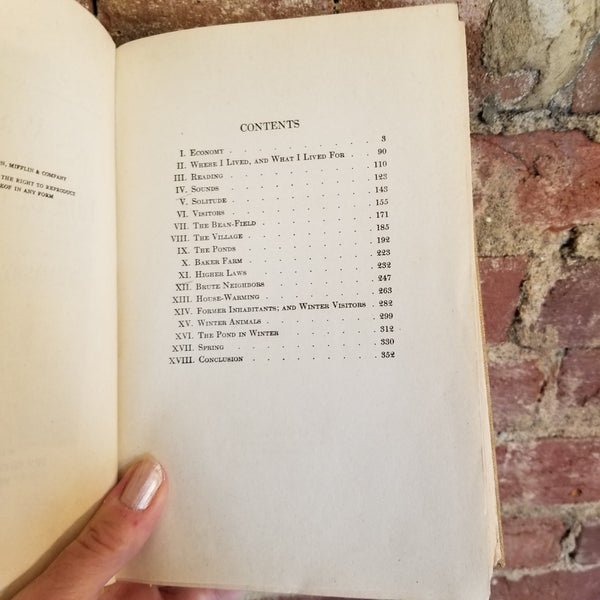 N, MIFFLIN & COMPANY
THE RIGHT TO REPRODUCE
EOF IN ANY FORM
CONTENTS
I. Economy . . . . . . . . . . 3
II. Where I Lived, and What I Lived For . 90
III. Reading . . . . . . . . . . 110
IV. Sounds . . . . . . . . . . 123
V. Solitude . . . . . . . . . . 143
VI. Visitors . . . . . . . . . . 155
VII. The Bean-Field . . . . . . . . 171
VIII. The Village . . . . . . . . . 185
IX. The Ponds . . . . . . . . . 192
X. Baker Farm . . . . . . . . . 223
XI. Higher Laws . . . . . . . . . 232
XII. Brute Neighbors . . . . . . . 247
XIII. House-Warming . . . . . . . . 263
XIV. Former Inhabitants; and Winter Visitors . 282
XV. Winter Animals . . . . . . . . 299
XVI. The Pond in Winter . . . . . . . 312
XVII. Spring . . . . . . . . . . 330
XVIII. Conclusion . . . . . . . . . 352